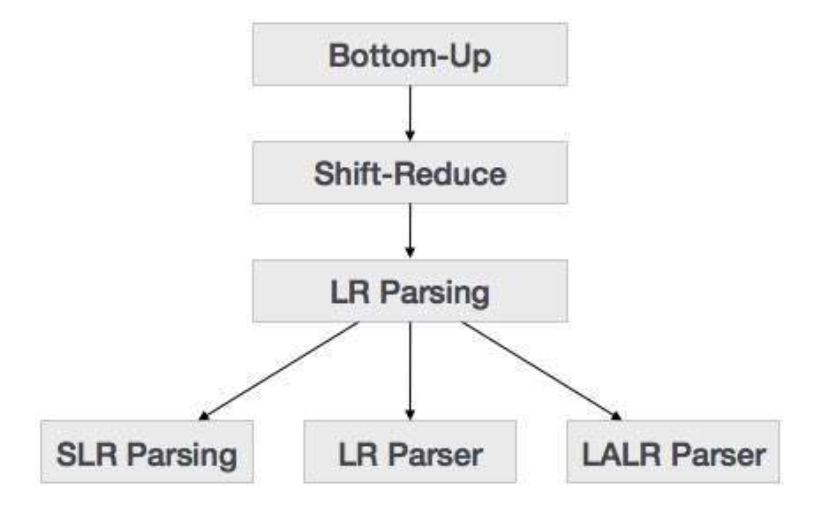 Bottom-Up
Shift-Reduce
LR Parsing
SLR Parsing
LR Parser
LALR Parser